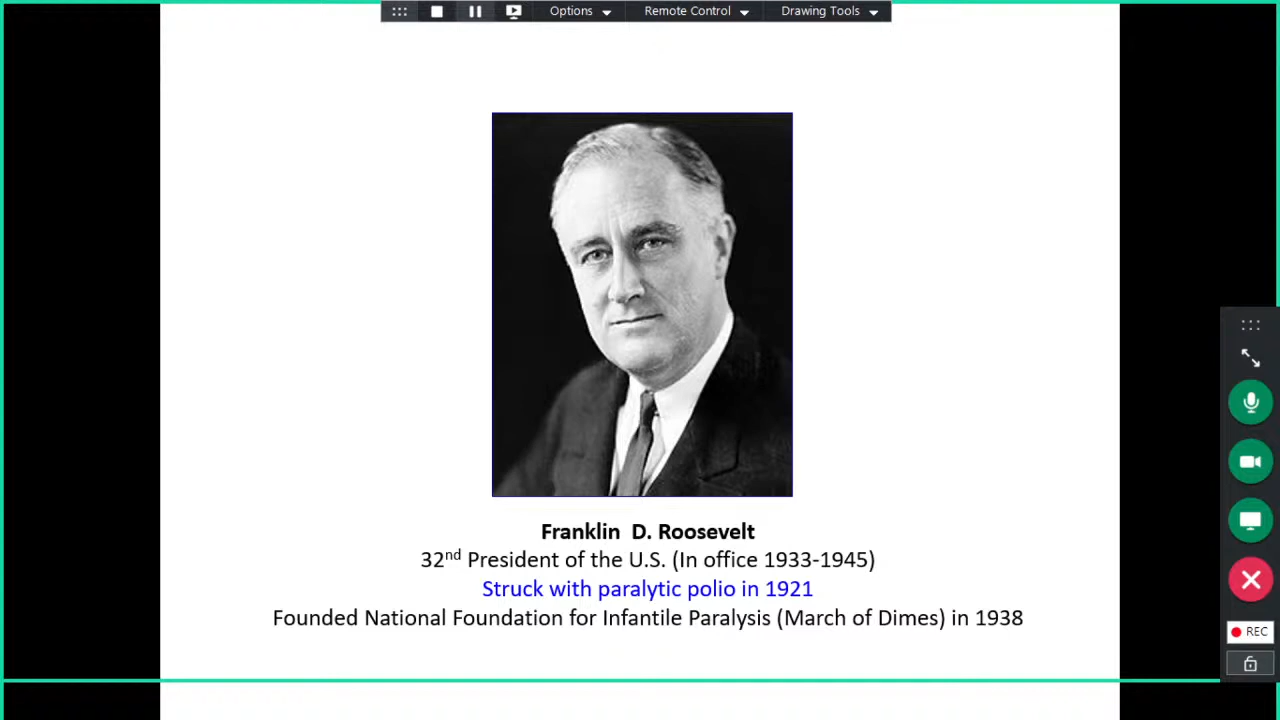 Options Remote Control Drawing Tools
Franklin D. Roosevelt
32nd President of the U.S. (In office 1933-1945)
Struck with paralytic polio in 1921
Founded National Foundation for Infantile Paralysis (March of Dimes) in 1938
REC